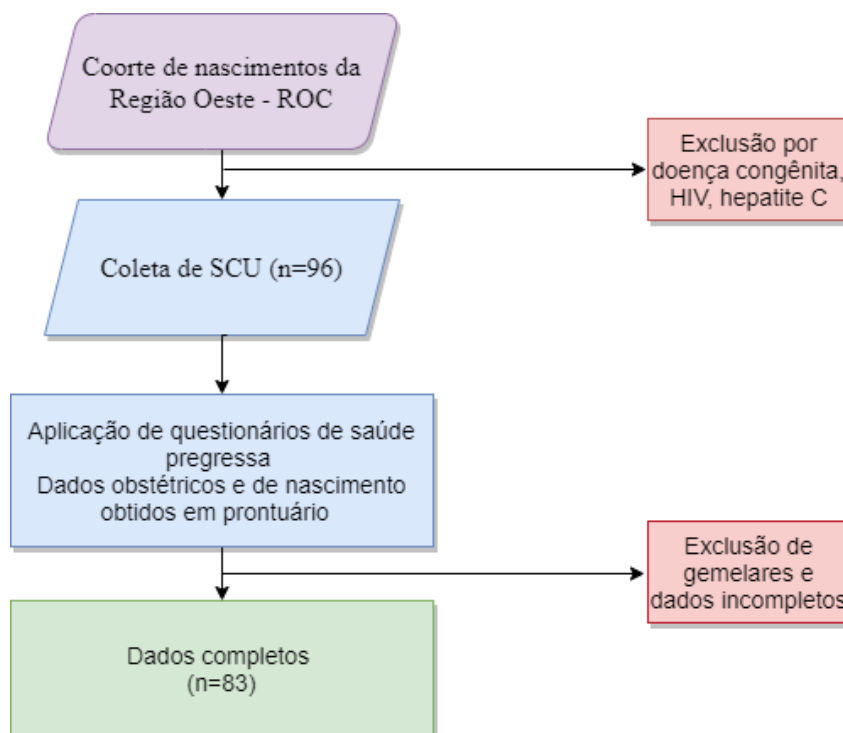 Coorte de nascimentos da
Região Oeste - ROC
Exclusão por
doença congênita,
HIV, hepatite C
Coleta de SCU (n=96)
Aplicação de questionários de saúde
pregressa
Dados obstétricos e de nascimento
obtidos em prontuário
Exclusão de
gemelares e
dados incompletos
Dados completos
(n=83)